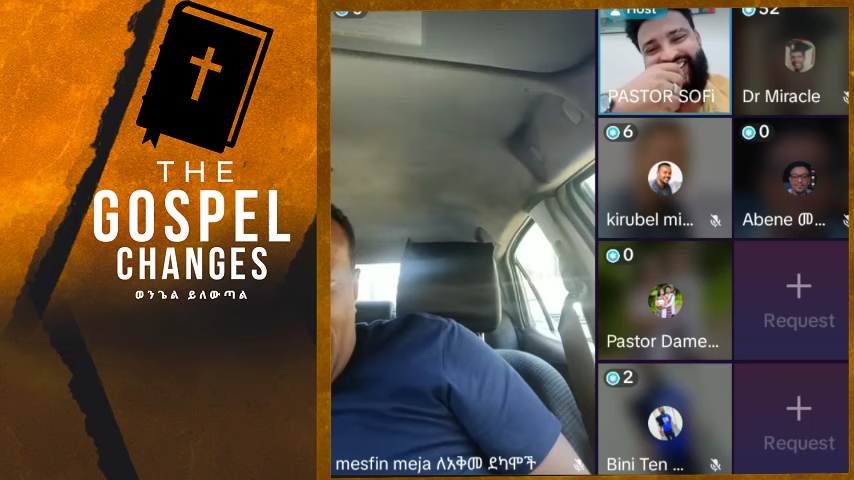 THE
GOSPEL
CHANGES
ወንጌል ይለውጣል
0
Host
52
PASTOR SOFI
Dr Miracle
6
0
kirubel mi...
Abene መ...
0
Request
Pastor Dame...
2
Request
mesfin meja ለአቅመ ደካሞች
Bini Ten ...